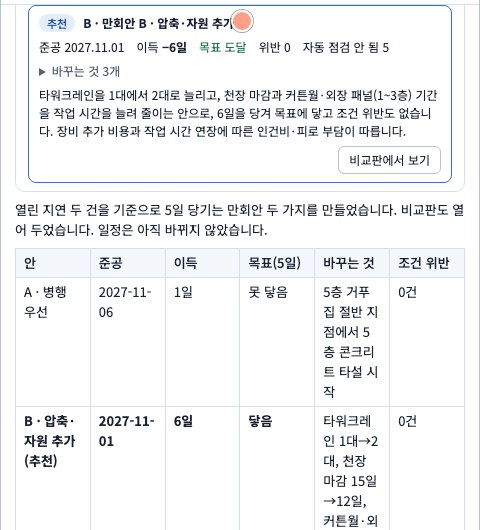 추천 B · 만회안 B · 압축·자원 추가
준공 2027.11.01 이득 −6일 목표 도달 위반 0 자동 점검 안 됨 5
▶ 바꾸는 것 3개
타워크레인을 1대에서 2대로 늘리고, 천장 마감과 커튼월·외장 패널(1~3층) 기간
을 작업 시간을 늘려 줄이는 안으로, 6일을 당겨 목표에 닿고 조건 위반도 없습니
다. 장비 추가 비용과 작업 시간 연장에 따른 인건비·피로 부담이 따릅니다.
비교판에서 보기
열린 지연 두 건을 기준으로 5일 당기는 만회안 두 가지를 만들었습니다. 비교판도 열
어 두었습니다. 일정은 아직 바뀌지 않았습니다.
안 준공 이득 목표(5일) 바꾸는 것 조건 위반
A · 병행 우선 2027-11-06 1일 못 닿음 5층 거푸집 절반 지점에서 5층 콘크리트 타설 시작 0건
B · 압축·자원 추가 (추천) 2027-11-01 6일 닿음 타워크레인 1대→2대, 천장 마감 15일→12일, 커튼월·외 0건